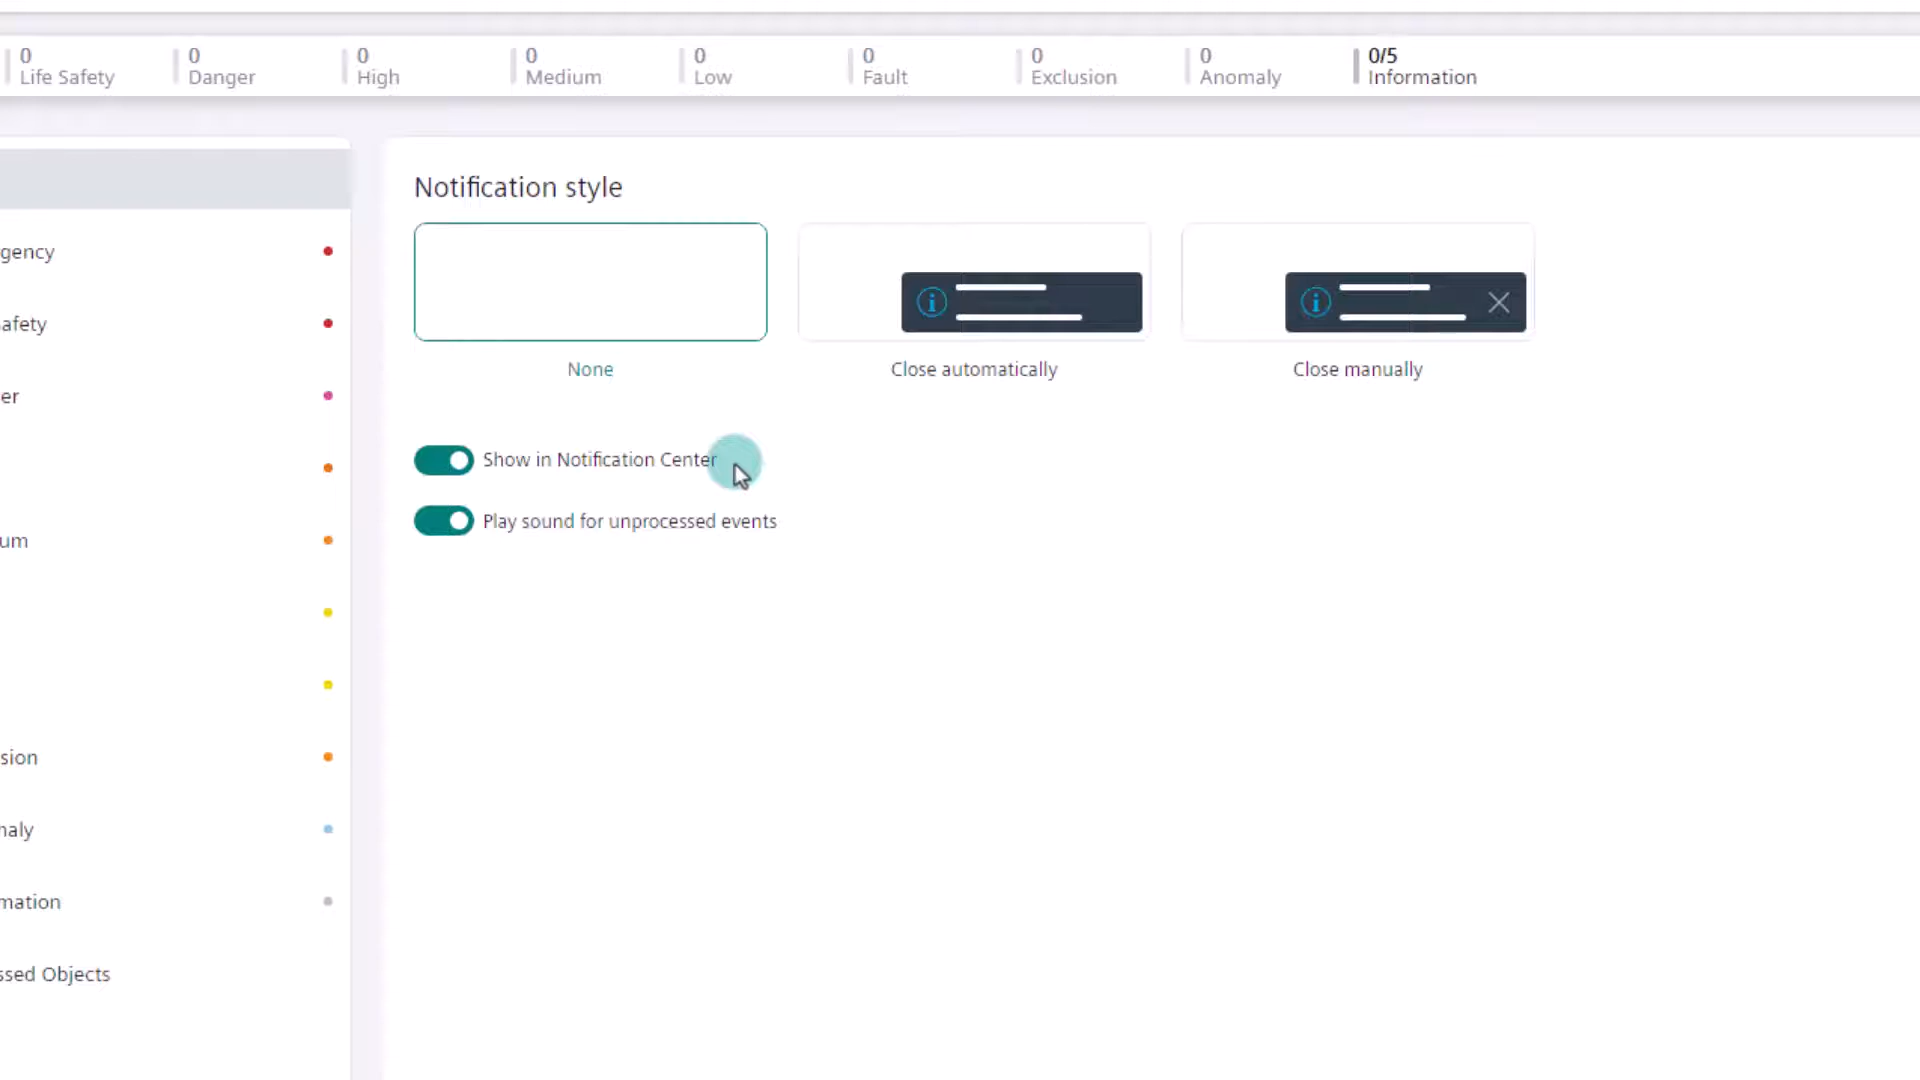 0
Life Safety
0
Danger
0
High
0
Medium
0
Low
0
Fault
0
Exclusion
0
Anomaly
0/5
Information
Notification style
None
Close automatically
Close manually
Show in Notification Center
Play sound for unprocessed events
gency
afety
er
um
sion
naly
mation
ssed Objects